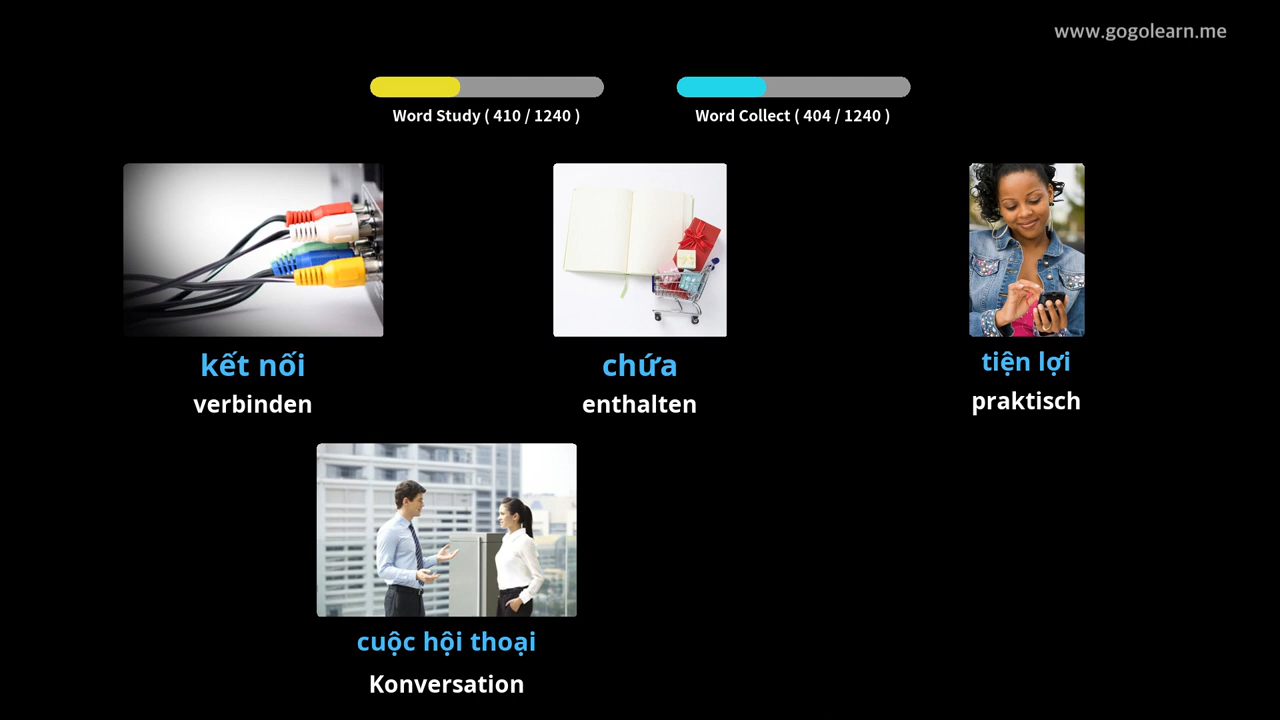 www.gogolearn.me
Word Study ( 410 / 1240 )
Word Collect ( 404 / 1240 )
kết nối
verbinden
chứa
enthalten
tiện lợi
praktisch
cuộc hội thoại
Konversation